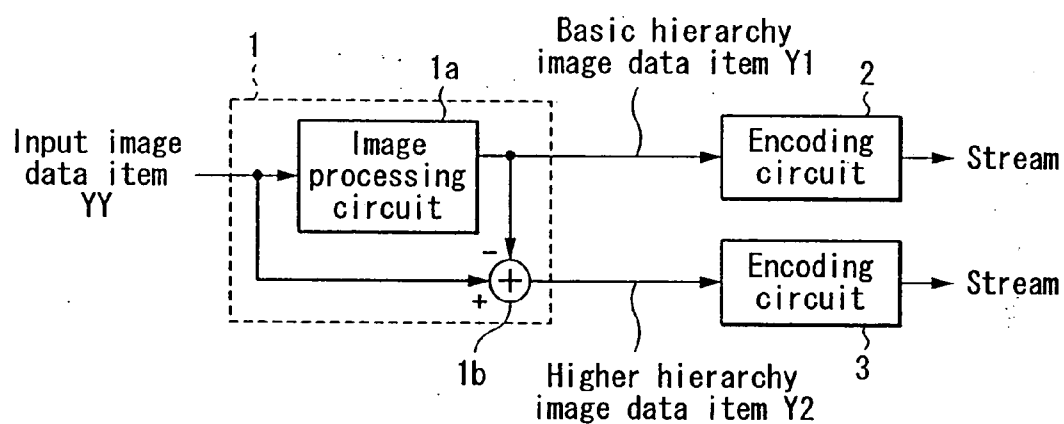 Basic hierarchy
image data item Y1
1
1a
2
Input image
data item
YY
Image
processing
circuit
Encoding
circuit
Stream
-
+
+
Encoding
circuit
Stream
1b
Higher hierarchy
image data item Y2
3